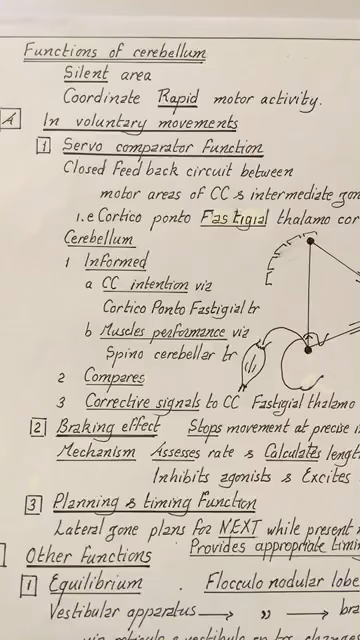 Functions of cerebellum
Silent area
Coordinate Rapid motor activity.
A In voluntary movements
1 Servo comparator function
Closed Feed back circuit between
motor areas of CC & intermediate
i.e Cortico ponto Fastigial thalamo
Cerebellum
1 Informed
a CC intention via
Cortico Ponto Fastigial tr
b Muscles performance via
Spino cerebellar tr
2 Compares
3 Corrective signals to CC Fastigial thalamo
2 Braking effect Stops movement at precise
Mechanism Assesses rate & Calculates
Inhibits agonists & Excites
3 Planning & timing Function
Lateral zone plans for NEXT while present
Provides appropriate
Other functions
1 Equilibrium . Flocculo nodular lobe
Vestibular apparatus → ,, →